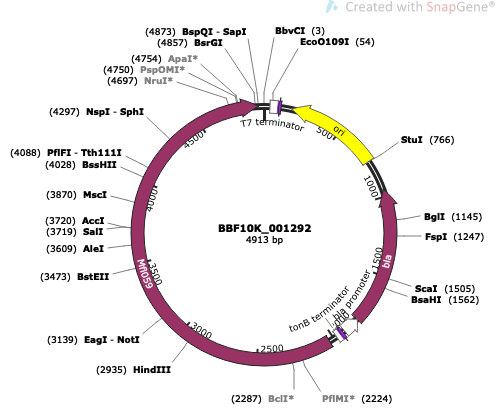 Created with SnapGene®
(4873) BspQI - SapI
(4857) BsrGI
(4754) ApaI*
(4750) PspOMI*
(4697) NruI*
(4297) NspI - SphI
(4088) PflFI - Tth111I
(4028) BssHII
(3870) MscI
(3720) AccI
(3719) SalI
(3609) AleI
(3473) BstEII
(3139) EagI - NotI
(2935) HindIII
(2287) BclI*
PflMI* (2224)
BbvCI (3)
EcoO109I (54)
StuI (766)
BglI (1145)
FspI (1247)
ScaI (1505)
BsaHI (1562)
T7 terminator
ori
bla
bla promoter
tonB terminator
Mfl059
500
1000
1500
2500
3000
3500
4000
4500
BBF10K_001292
4913 bp